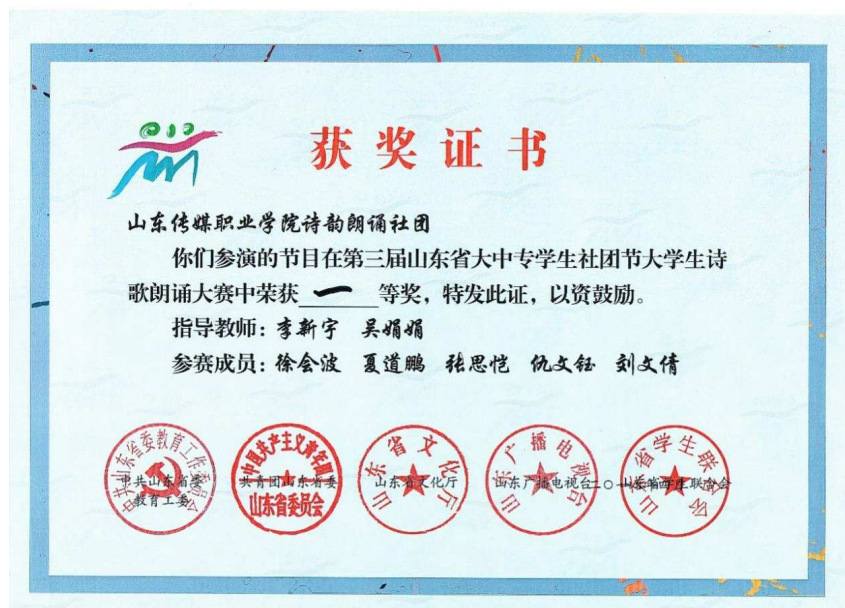 获奖证书
山东传媒职业学院诗韵朗诵社团
你们参演的节目在第三届山东省大中专学生社团节大学生诗
歌朗诵大赛中荣获 一 等奖，特发此证，以资鼓励。
指导教师：李新宇 吴娟娟
参赛成员：徐会波 夏道鹏 张思恺 仇文钰 刘文倩
中共山东省委教育工作委员会
中国共产主义青年团
山东省委员会
山东省文化厅
山东广播电视台
山东省学生联合会
中共山东省委 共青团山东省委 山东省文化厅 山东广播电视台
教育工委